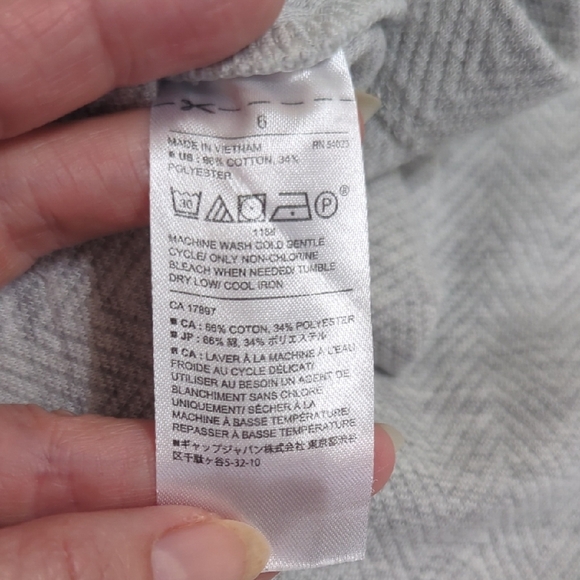 6
MADE IN VIETNAM RN 54023
■ US : 66% COTTON, 34%
POLYESTER
30 P ®
1158
MACHINE WASH COLD GENTLE
CYCLE/ ONLY NON-CHLORINE
BLEACH WHEN NEEDED/ TUMBLE
DRY LOW/ COOL IRON
CA 17897
■ CA : 66% COTON, 34% POLYESTER
■ JP : 66% 綿, 34% ポリエステル
■ CA : LAVER À LA MACHINE À L'EAU
FROIDE AU CYCLE DÉLICAT/
UTILISER AU BESOIN UN AGENT DE
BLANCHIMENT SANS CHLORE
UNIQUEMENT/ SÉCHER À LA
MACHINE À BASSE TEMPÉRATURE/
REPASSER À BASSE TEMPÉRATURE
■ギャップジャパン株式会社 東京都渋谷
区千駄ヶ谷5-32-10